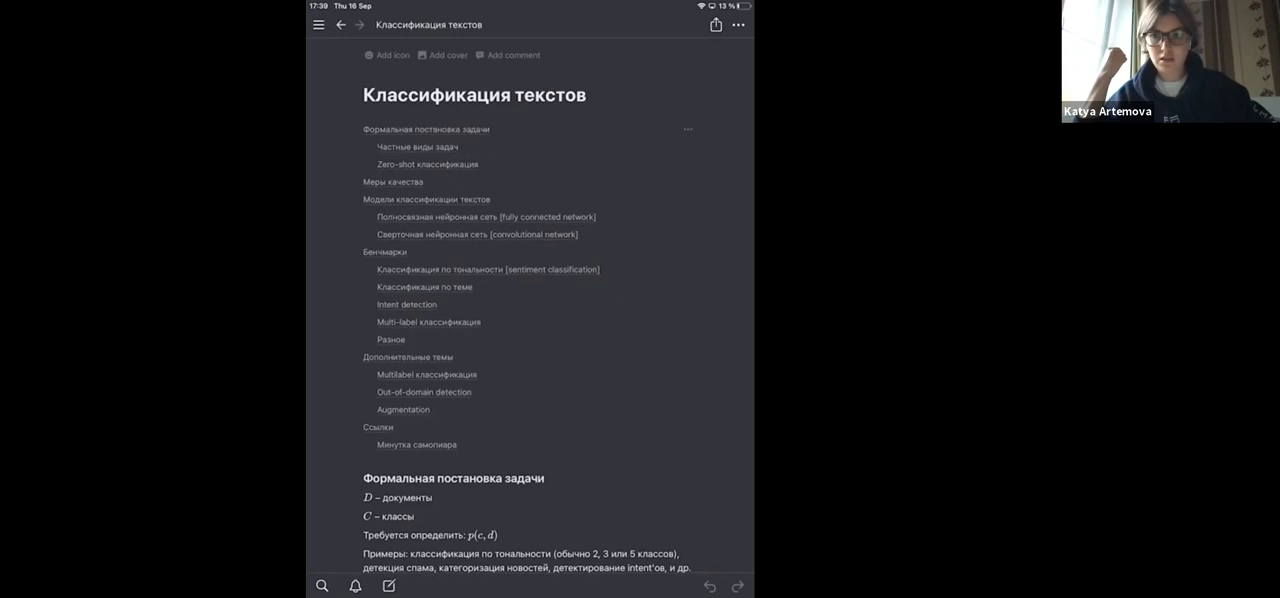 17:39 Thu 16 Sep
13 %
Классификация текстов
Add icon Add cover Add comment
Классификация текстов
Формальная постановка задачи
Частные виды задач
Zero-shot классификация
Меры качества
Модели классификации текстов
Полносвязная нейронная сеть [fully connected network]
Сверточная нейронная сеть [convolutional network]
Бенчмарки
Классификация по тональности [sentiment classification]
Классификация по теме
Intent detection
Multi-label классификация
Разное
Дополнительные темы
Multilabel классификация
Out-of-domain detection
Augmentation
Ссылки
Минутка самопиара
Формальная постановка задачи
D – документы
C – классы
Требуется определить: p(c, d)
Примеры: классификация по тональности (обычно 2, 3 или 5 классов),
детекция спама, категоризация новостей, детектирование intent'ов, и др.
Katya Artemova